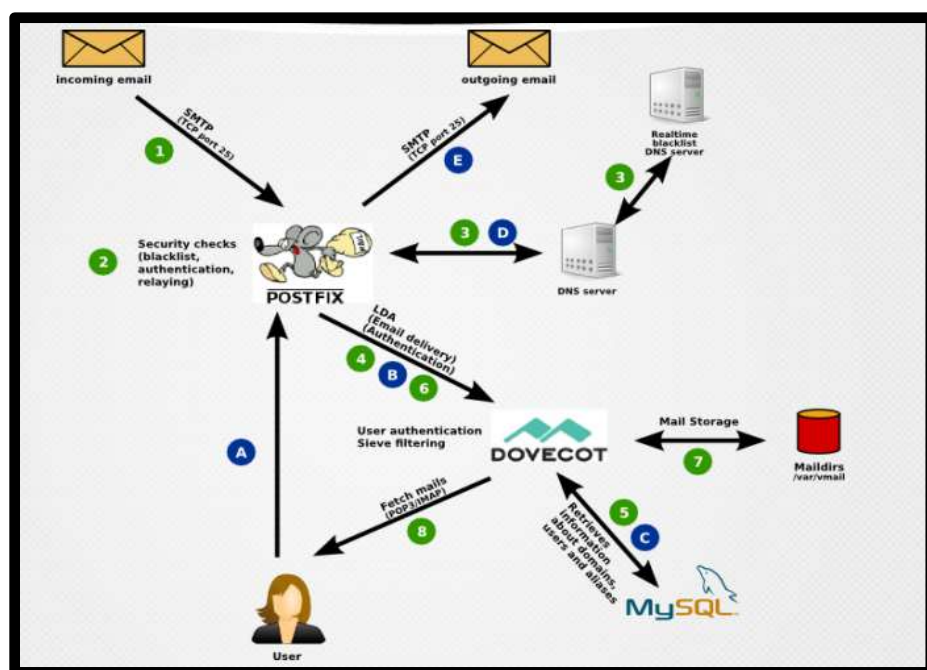 incoming email
outgoing email
SMTP
(TCP port 25)
1
SMTP
(TCP port 25)
E
Realtime
blacklist
DNS server
3
2
Security checks
(blacklist,
authentication,
relaying)
MAIL
POSTFIX
3
D
DNS server
LDA
(Email delivery)
(Authentication)
4
B
6
A
User authentication
Sieve filtering
DOVECOT
Mail Storage
7
Maildirs
/var/vmail
Fetch mails
(POP3/IMAP)
8
5
C
Retrieves
information
about domains,
users and aliases
MySQL
User